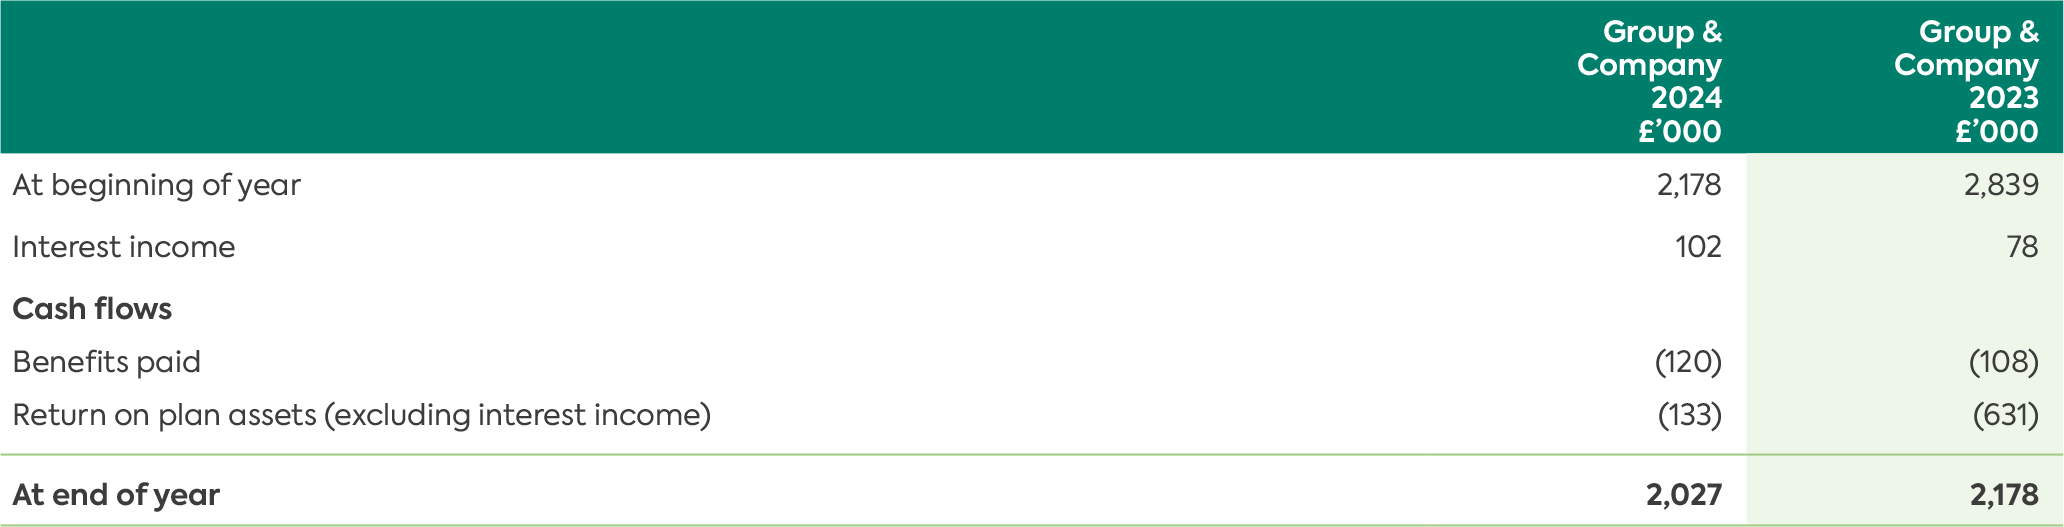 Group & Company 2024 £’000 Group & Company 2023 £’000
At beginning of year 2,178 2,839
Interest income 102 78
Cash flows
Benefits paid (120) (108)
Return on plan assets (excluding interest income) (133) (631)
At end of year 2,027 2,178